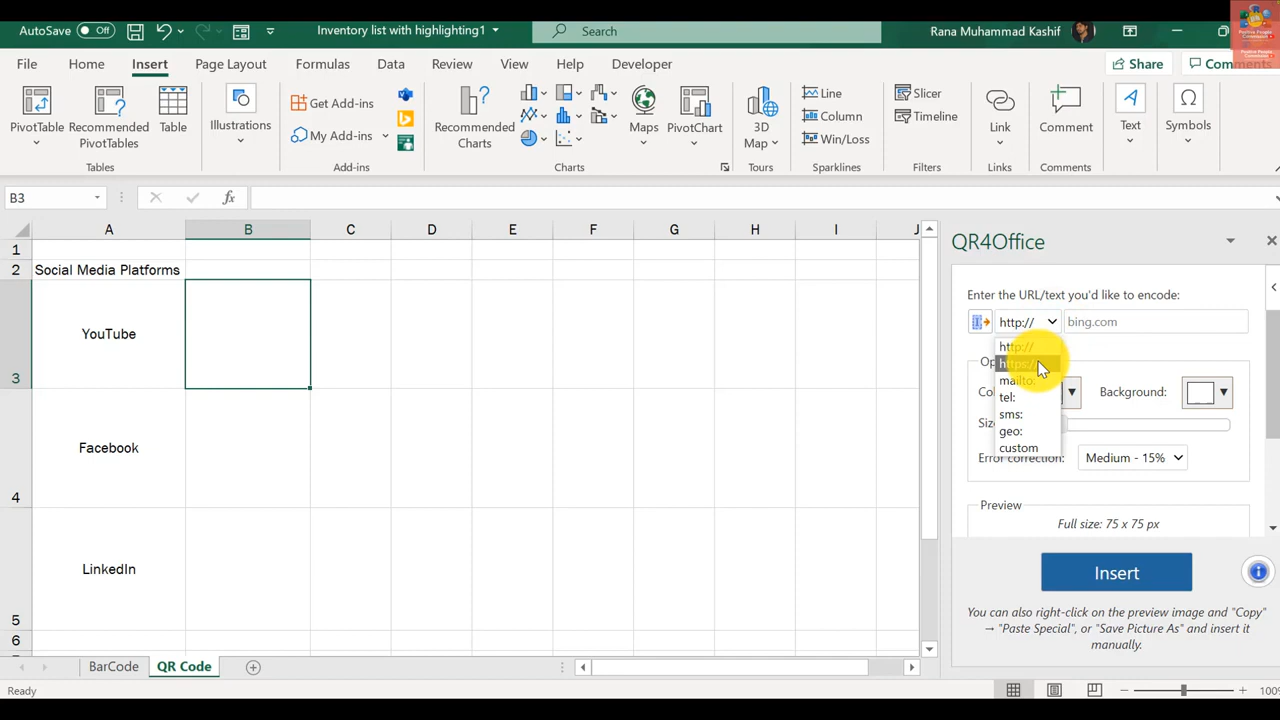 AutoSave Off Inventory list with highlighting1 Search Rana Muhammad Kashif
File Home Insert Page Layout Formulas Data Review View Help Developer Share Comments
PivotTable Recommended PivotTables Table Illustrations Get Add-ins My Add-ins Recommended Charts Maps PivotChart 3D Map Line Column Win/Loss Slicer Timeline Link Comment Text Symbols
Tables Add-ins Charts Tours Sparklines Filters Links Comments
B3 fx
A B C D E F G H I J
1
2 Social Media Platforms
3 YouTube
4 Facebook
5 LinkedIn
6
QR4Office
Enter the URL/text you'd like to encode:
http:// bing.com
http://
https://
mailto:
tel:
sms:
geo:
custom
Background:
Error correction: Medium - 15%
Preview
Full size: 75 x 75 px
Insert
You can also right-click on the preview image and "Copy"
→ "Paste Special", or "Save Picture As" and insert it
manually.
BarCode QR Code
Ready 100%